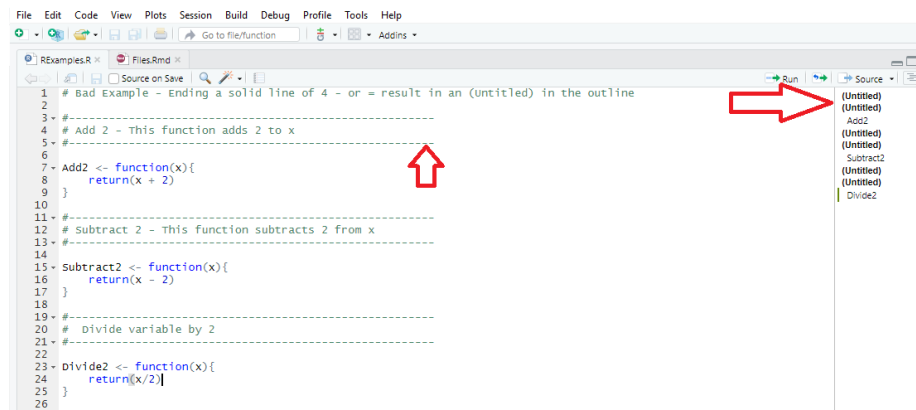 File Edit Code View Plots Session Build Debug Profile Tools Help
Go to file/function Addins
RExamples.R Files.Rmd
Source on Save Run Source
1 # Bad Example - Ending a solid line of 4 - or = result in an (Untitled) in the outline
2
3 #-------------------------------------------------------
4 # Add 2 - This function adds 2 to x
5 #-------------------------------------------------------
6
7 Add2 <- function(x){
8 return(x + 2)
9 }
10
11 #-------------------------------------------------------
12 # Subtract 2 - This function subtracts 2 from x
13 #-------------------------------------------------------
14
15 Subtract2 <- function(x){
16 return(x - 2)
17 }
18
19 #-------------------------------------------------------
20 # Divide variable by 2
21 #-------------------------------------------------------
22
23 Divide2 <- function(x){
24 return(x/2)
25 }
26
(Untitled)
(Untitled)
Add2
(Untitled)
(Untitled)
Subtract2
(Untitled)
(Untitled)
Divide2